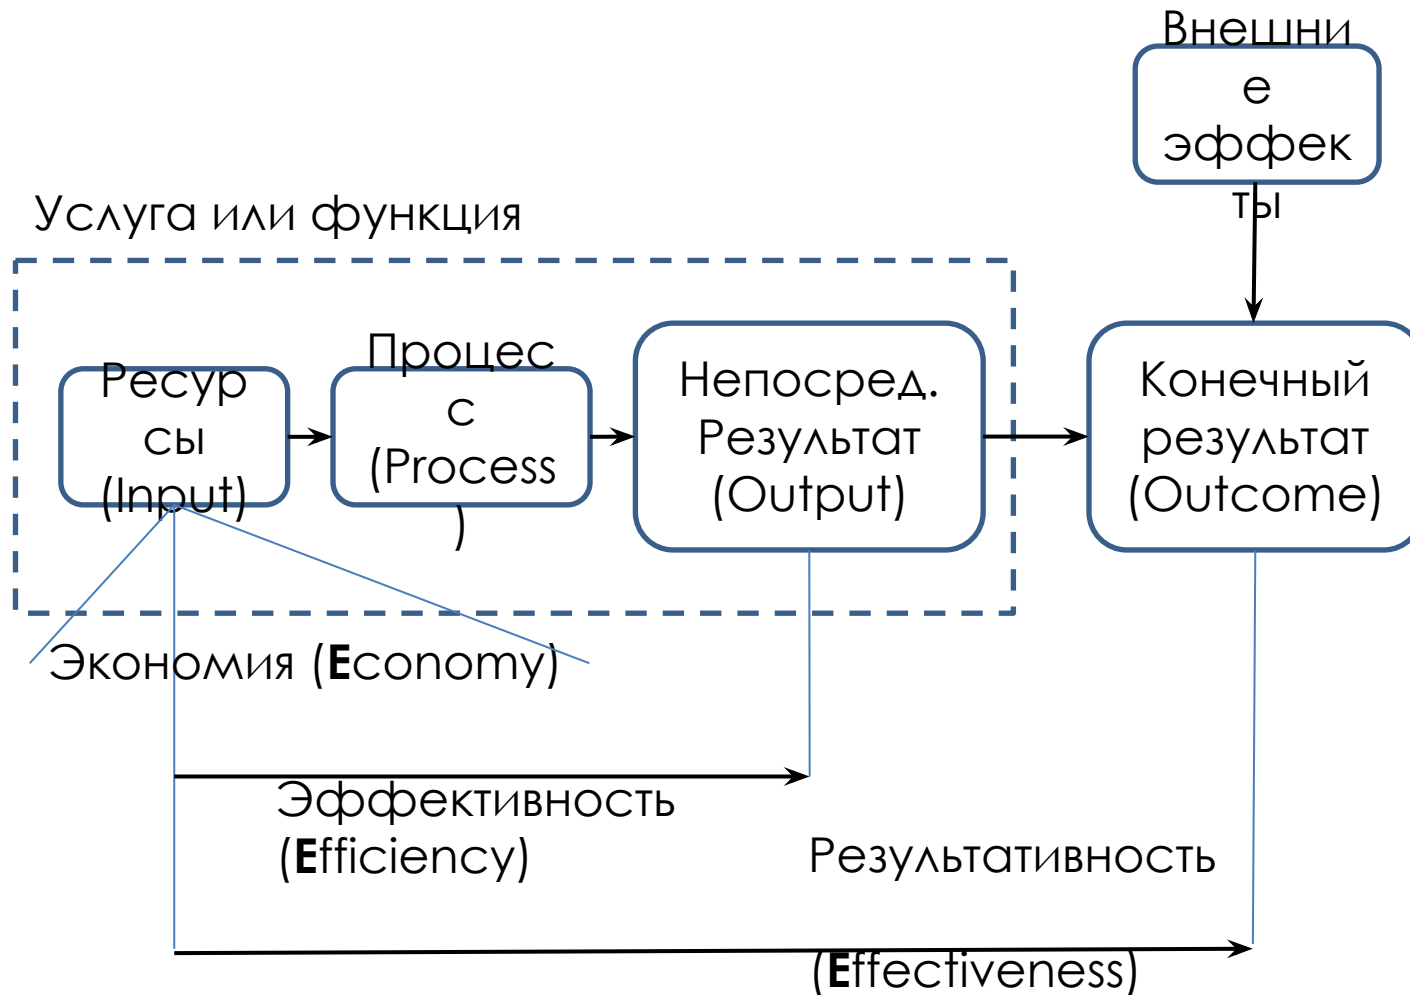 Внешни
е
эффек
ты
Услуга или функция
Ресур
сы
(Input)
Процес
с
(Process
)
Непосред.
Результат
(Output)
Конечный
результат
(Outcome)
Экономия (Economy)
Эффективность
(Efficiency)
Результативность
(Effectiveness)